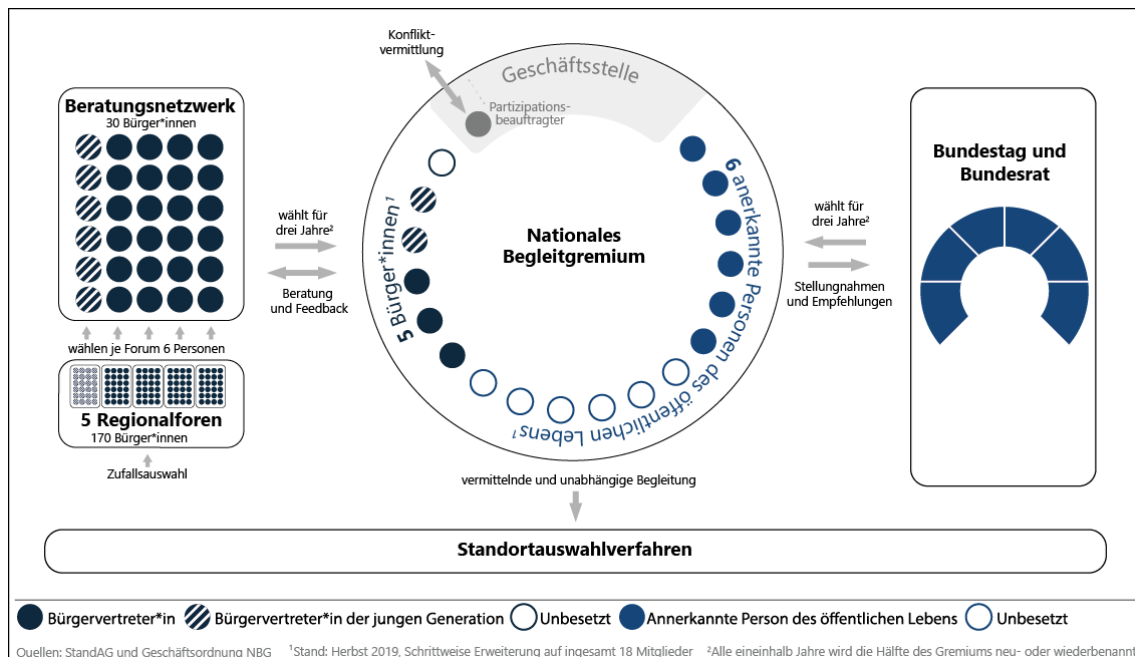 Beratungsnetzwerk
30 Bürger*innen
wählen je Forum 6 Personen
5 Regionalforen
170 Bürger*innen
Zufallsauswahl
wählt für
drei Jahre²
Beratung
und Feedback
Konflikt-
vermittlung
Geschäftsstelle
Partizipations-
beauftragter
5 Bürger*innen¹
Nationales
Begleitgremium
6 anerkannte Personen des öffentlichen Lebens¹
wählt für
drei Jahre²
Stellungnahmen
und Empfehlungen
Bundestag und
Bundesrat
vermittelnde und unabhängige Begleitung
Standortauswahlverfahren
Bürgervertreter*in Bürgervertreter*in der jungen Generation Unbesetzt Annerkannte Person des öffentlichen Lebens Unbesetzt
Quellen: StandAG und Geschäftsordnung NBG ¹Stand: Herbst 2019, Schrittweise Erweiterung auf ingesamt 18 Mitglieder ²Alle eineinhalb Jahre wird die Hälfte des Gremiums neu- oder wiederbenannt